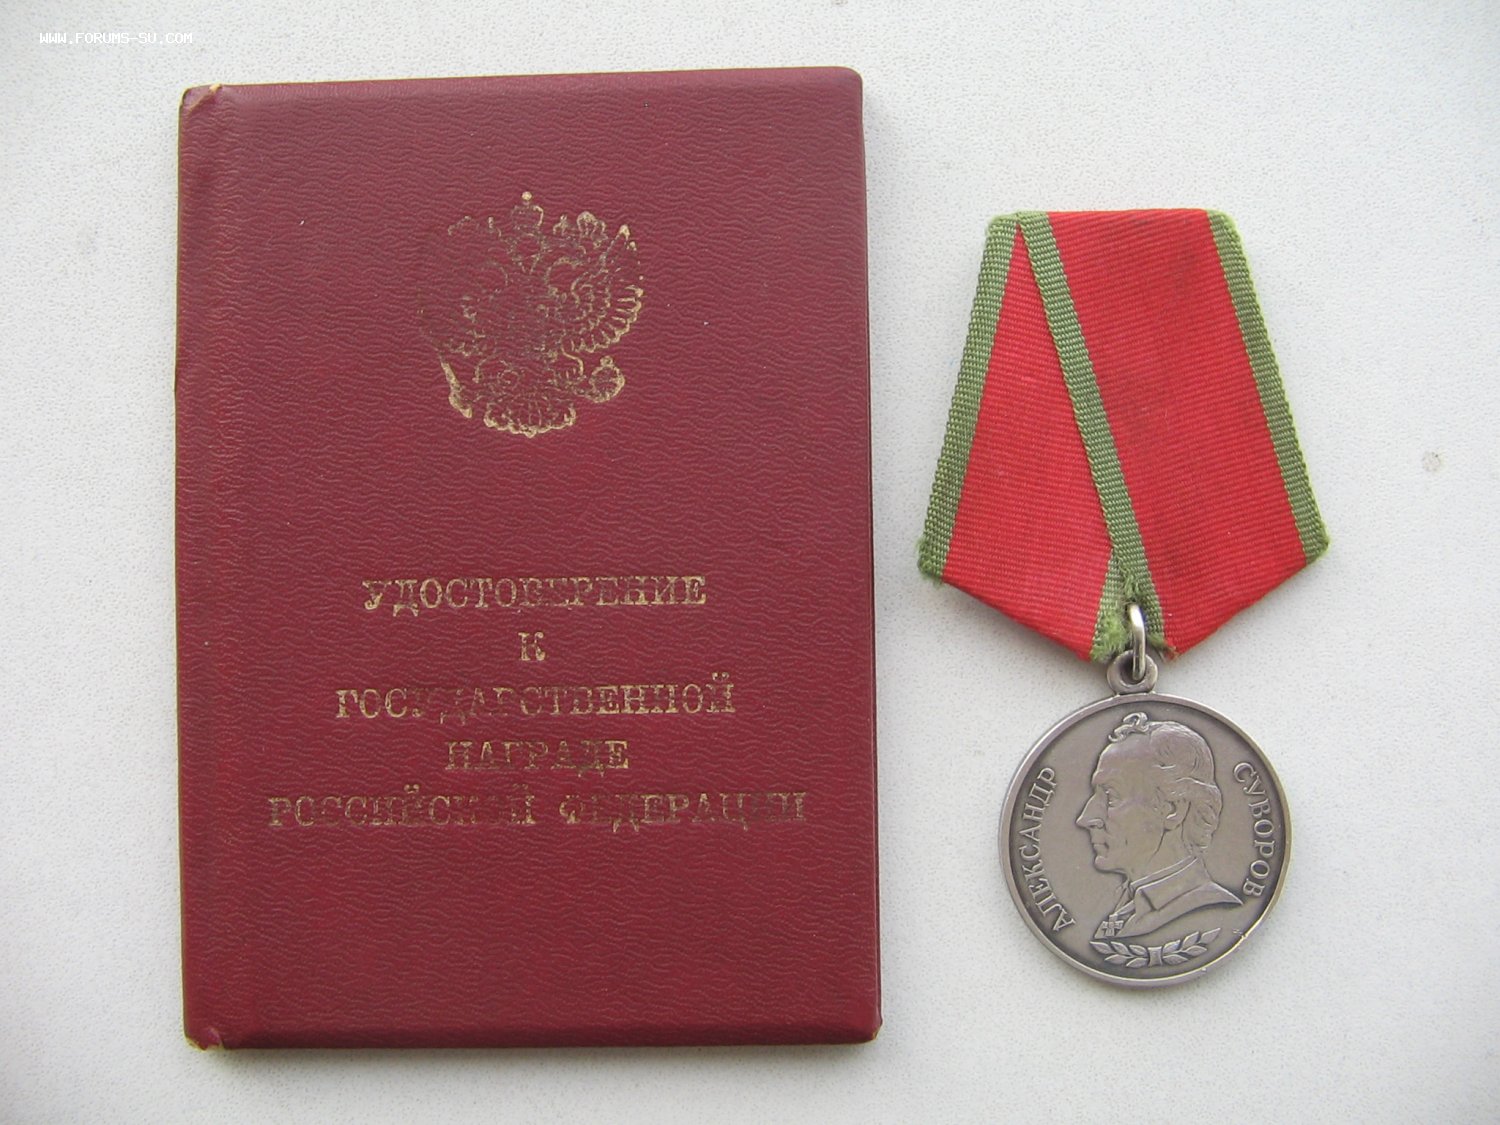 WWW.FORUMS-SU.COM
УДОСТОВЕРЕНИЕ
К
ГОСУДАРСТВЕННОЙ
НАГРАДЕ
РОССИЙСКОЙ ФЕДЕРАЦИИ
АЛЕКСАНДР
СУВОРОВ